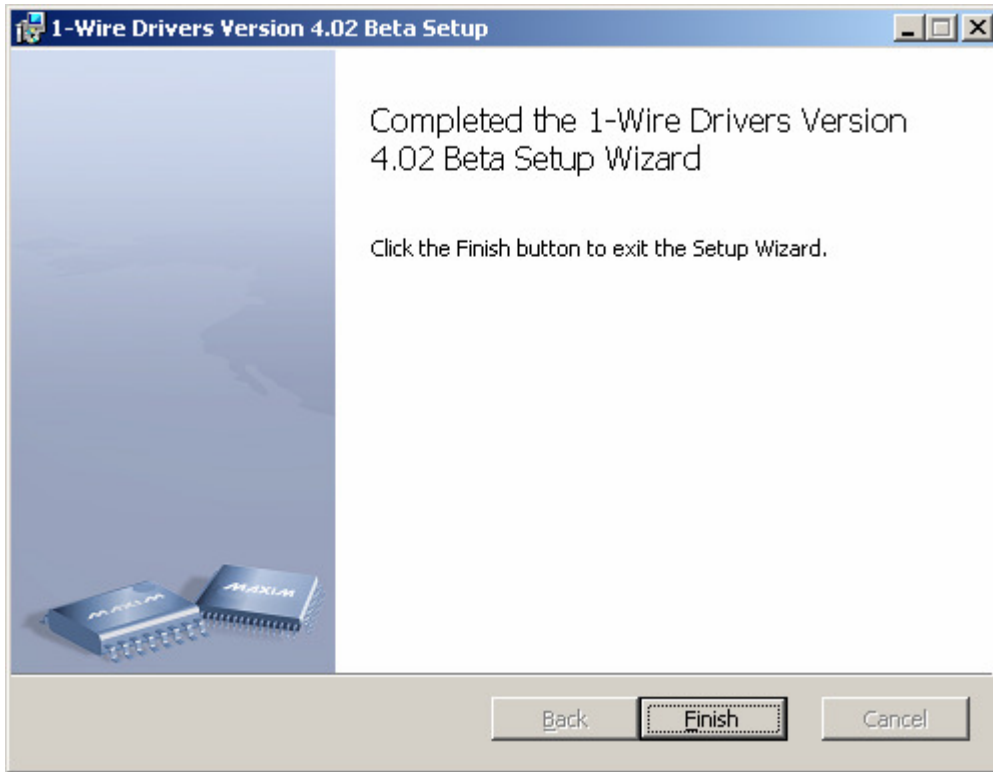 1-Wire Drivers Version 4.02 Beta Setup
Completed the 1-Wire Drivers Version
4.02 Beta Setup Wizard
Click the Finish button to exit the Setup Wizard.
MAXIM
MAXIM
Back
Finish
Cancel